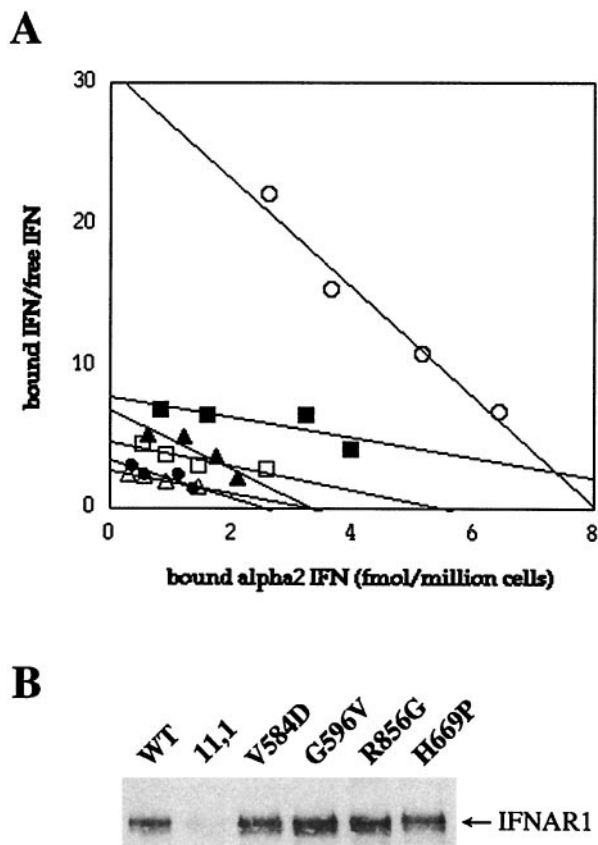 A
30
20
10
0
bound IFN/free IFN
0 2 4 6 8
bound alpha2 IFN (fmol/million cells)
B
WT 11,1 V584D G596V R856G H669P
← IFNAR1